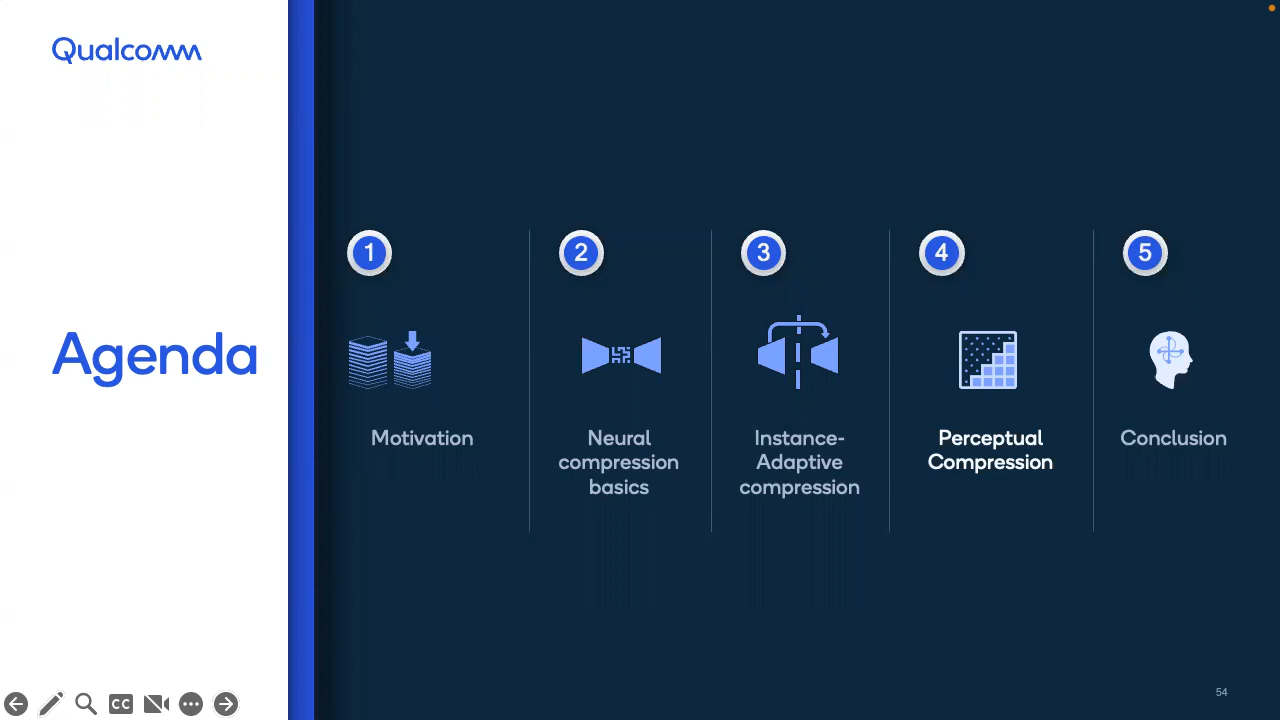 Qualcomm
Agenda
1
Motivation
2
Neural
compression
basics
3
Instance-
Adaptive
compression
4
Perceptual
Compression
5
Conclusion
CC
54